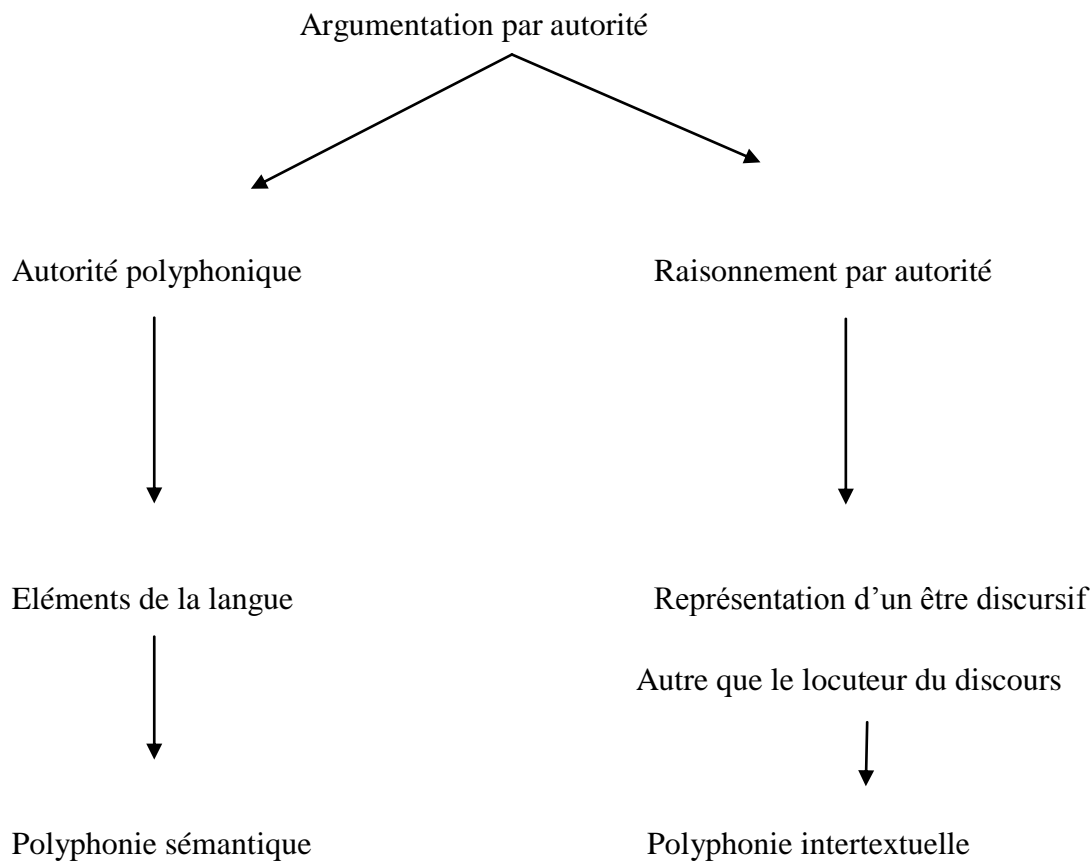 Argumentation par autorité
Autorité polyphonique
Raisonnement par autorité
Eléments de la langue
Représentation d’un être discursif
Autre que le locuteur du discours
Polyphonie sémantique
Polyphonie intertextuelle